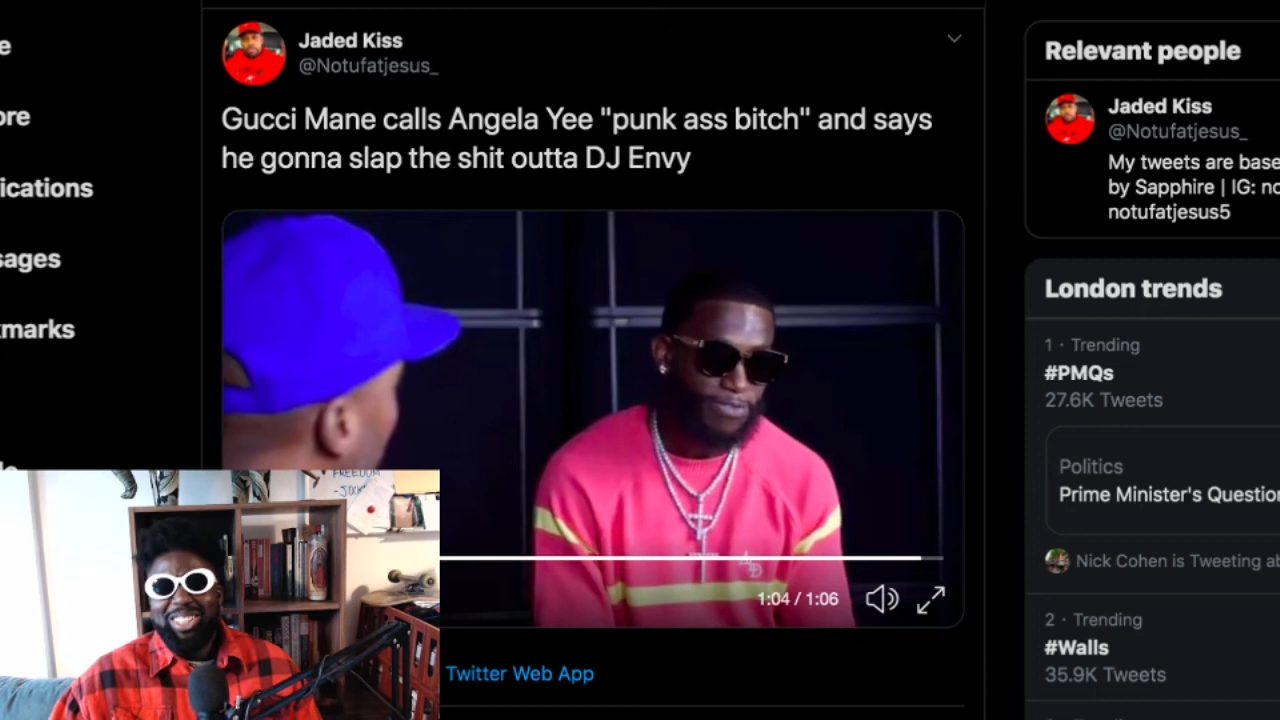 e
ore
ications
sages
kmarks
Jaded Kiss
@Notufatjesus_
Gucci Mane calls Angela Yee "punk ass bitch" and says
he gonna slap the shit outta DJ Envy
1:04 / 1:06
Twitter Web App
FREEDOM
Relevant people
Jaded Kiss
@Notufatjesus_
My tweets are base
by Sapphire | IG: no
notufatjesus5
London trends
1 · Trending
#PMQs
27.6K Tweets
Politics
Prime Minister's Question
Nick Cohen is Tweeting ab
2 · Trending
#Walls
35.9K Tweets